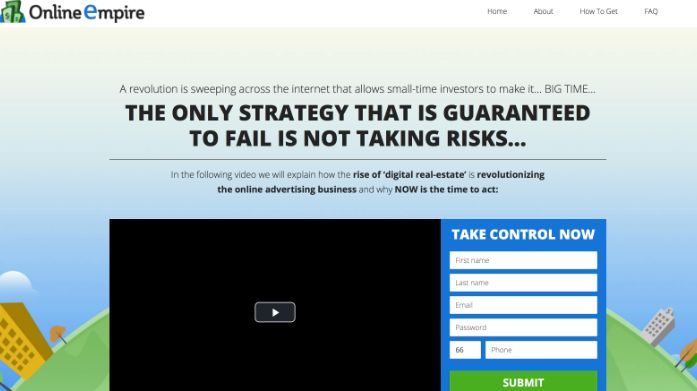 Online empire
Home About How To Get FAQ
A revolution is sweeping across the internet that allows small-time investors to make it... BIG TIME...
THE ONLY STRATEGY THAT IS GUARANTEED
TO FAIL IS NOT TAKING RISKS...
In the following video we will explain how the rise of ‘digital real-estate’ is revolutionizing
the online advertising business and why NOW is the time to act:
TAKE CONTROL NOW
First name
Last name
Email
Password
66 Phone
SUBMIT